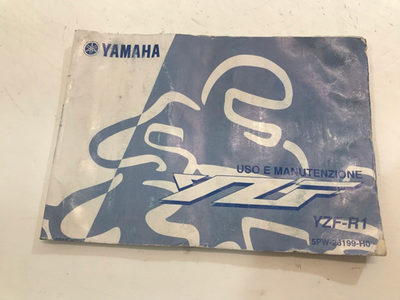 YAMAHA
USO E MANUTENZIONE
YZF
YZF-R1
5PW-28199-H0